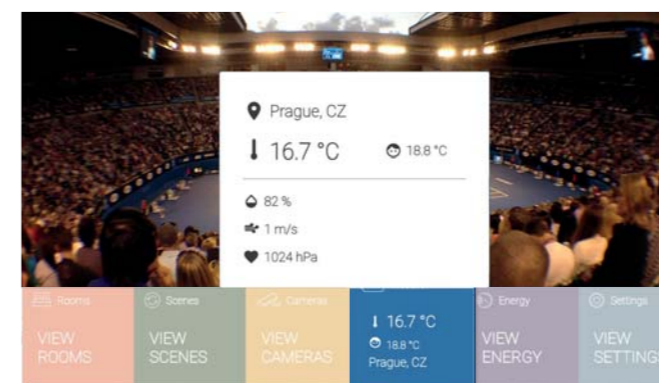 Prague, CZ
16.7 °C
18.8 °C
82 %
1 m/s
1024 hPa
Rooms
VIEW
ROOMS
Scenes
VIEW
SCENES
Cameras
VIEW
CAMERAS
16.7 °C
18.8 °C
Prague, CZ
Energy
VIEW
ENERGY
Settings
VIEW
SETTING